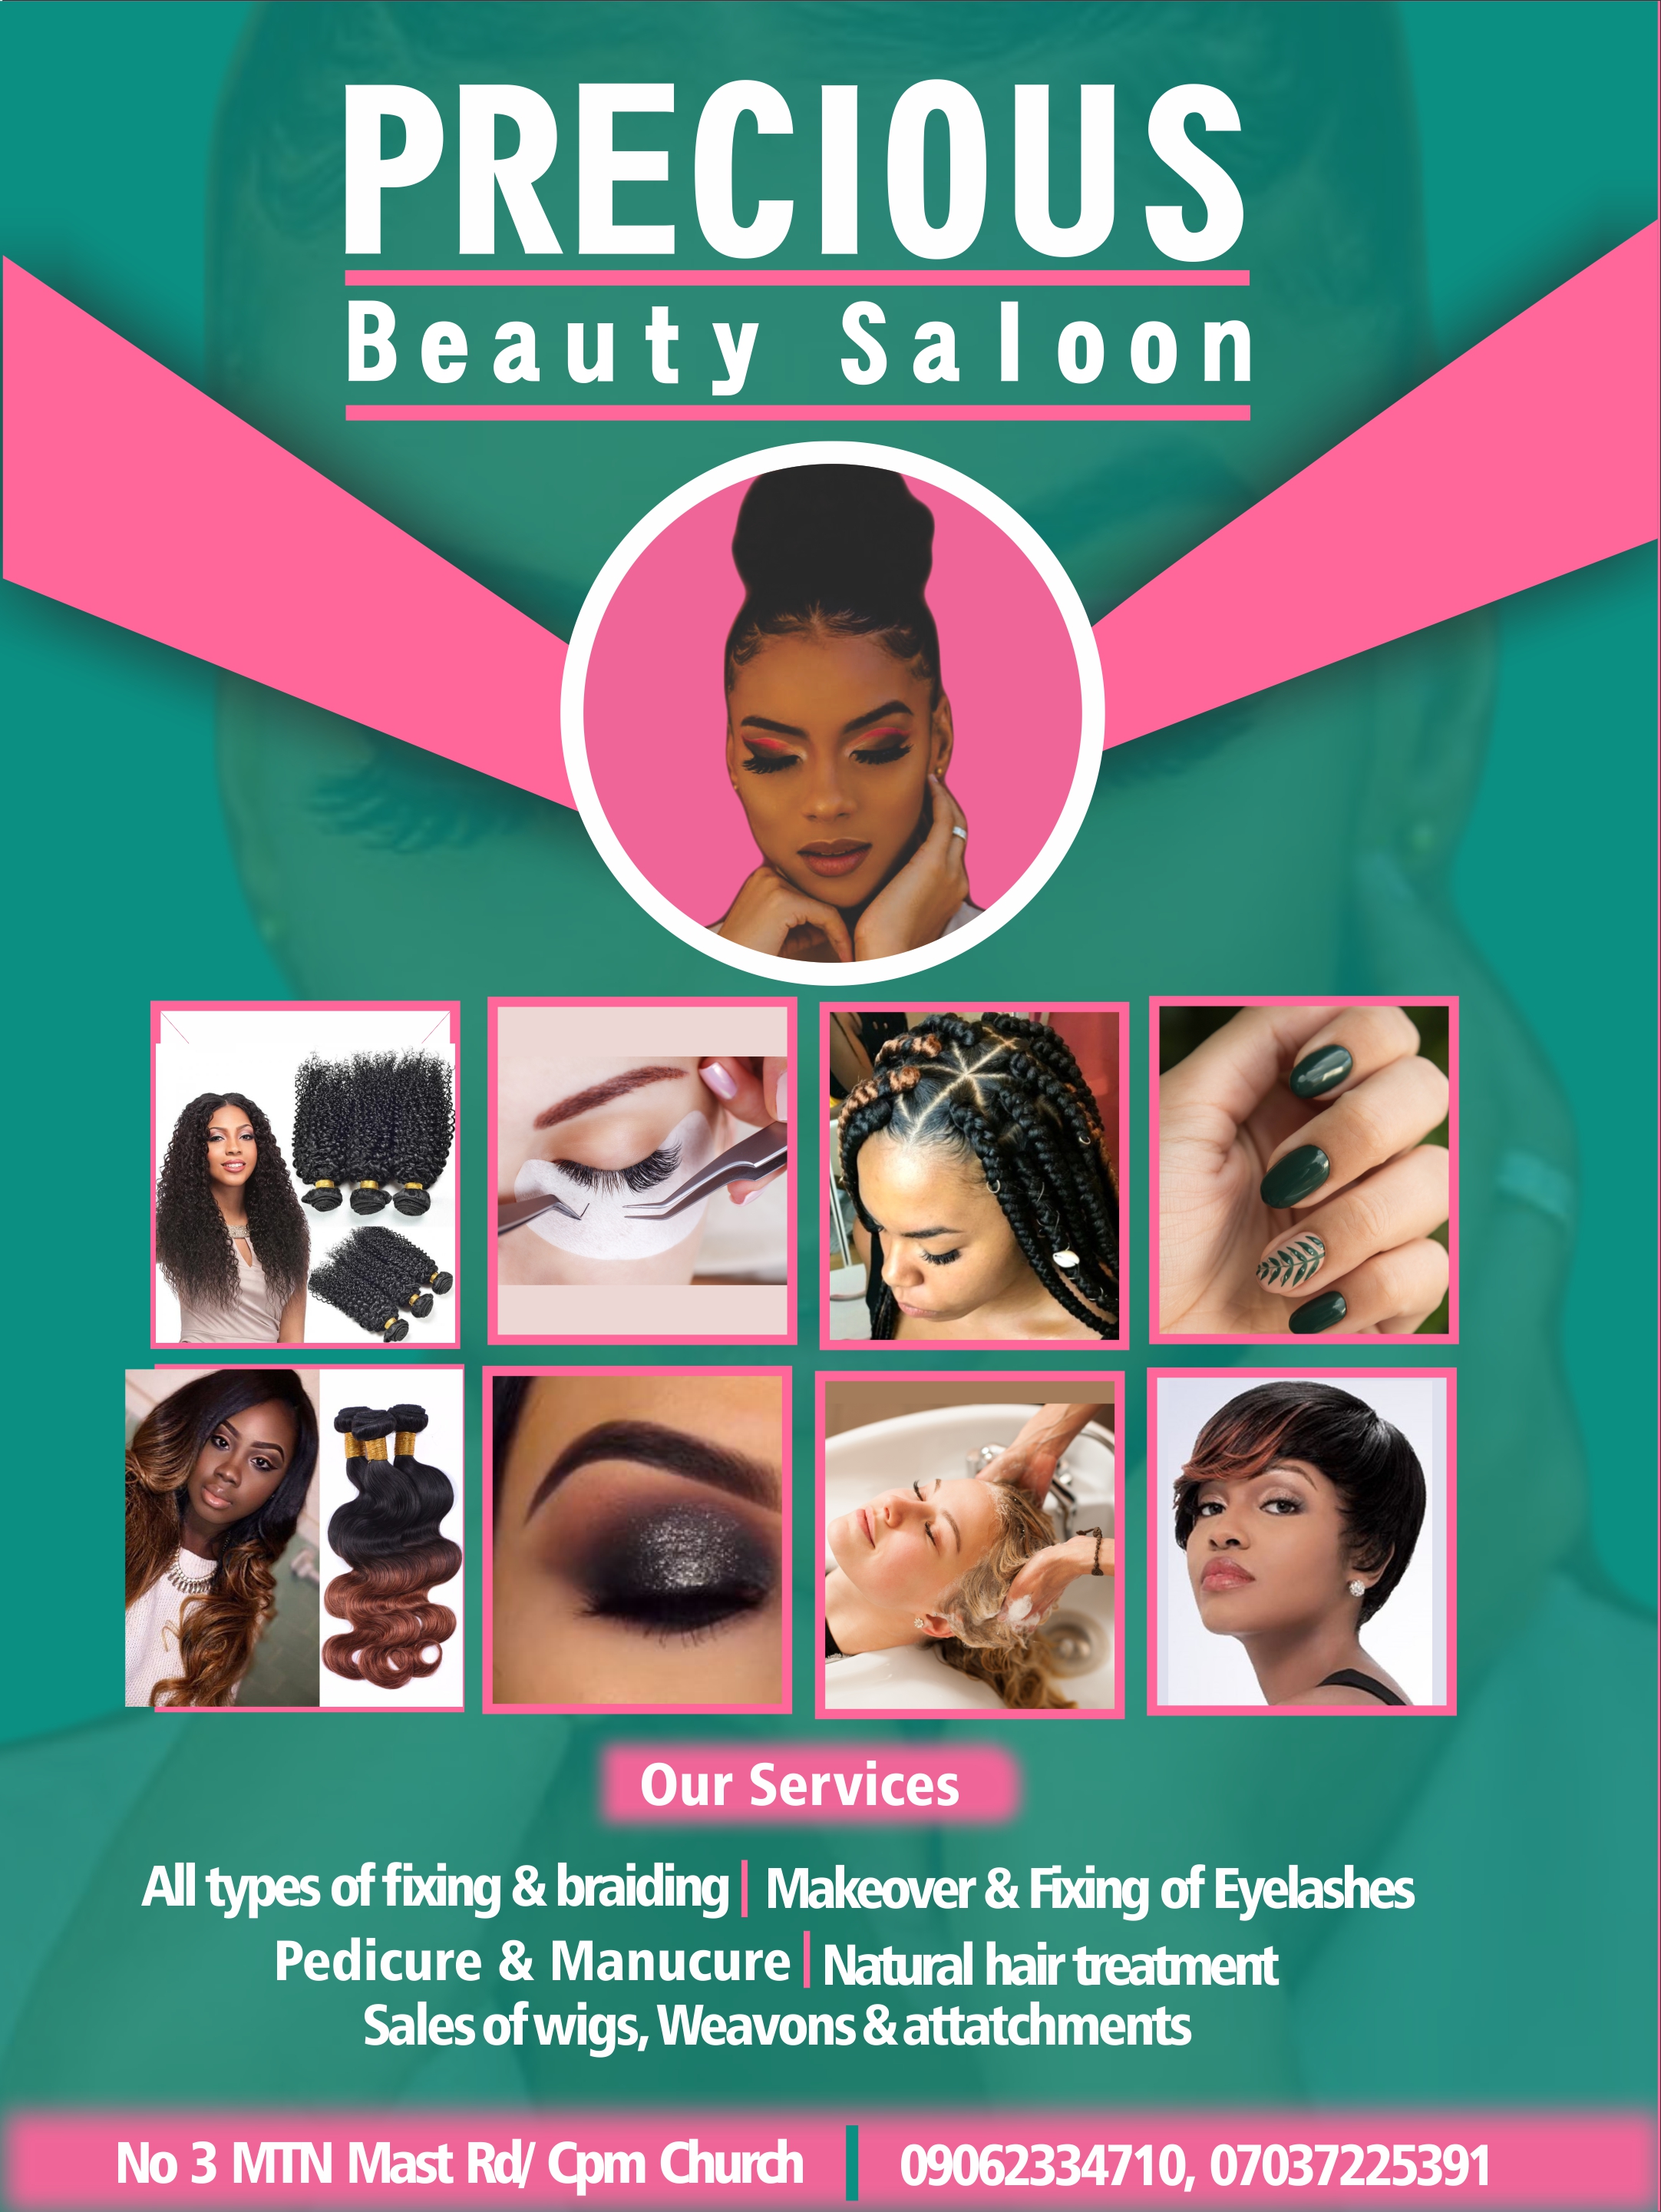 PRECIOUS
Beauty Saloon
Our Services
All types of fixing & braiding | Makeover & Fixing of Eyelashes
Pedicure & Manucure | Natural hair treatment
Sales of wigs, Weavons & attatchments
No 3 MTN Mast Rd/ Cpm Church | 09062334710, 07037225391